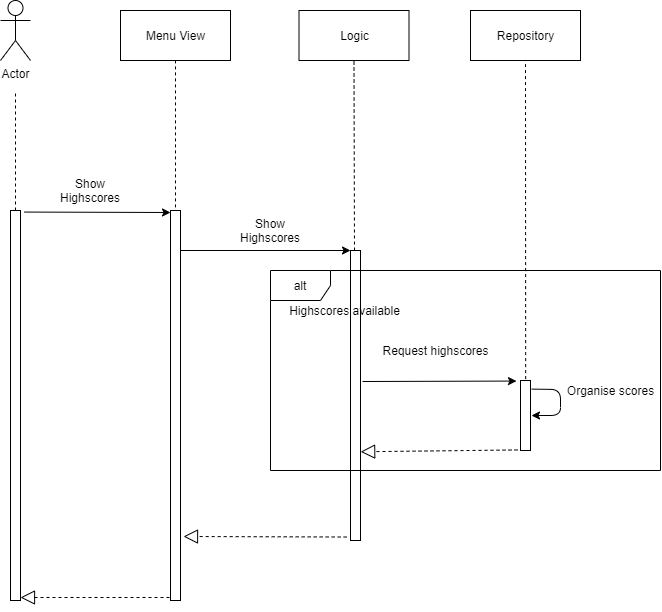 Menu View
Logic
Repository
Actor
Show
Highscores
Show
Highscores
alt
Highscores available
Request highscores
Organise scores